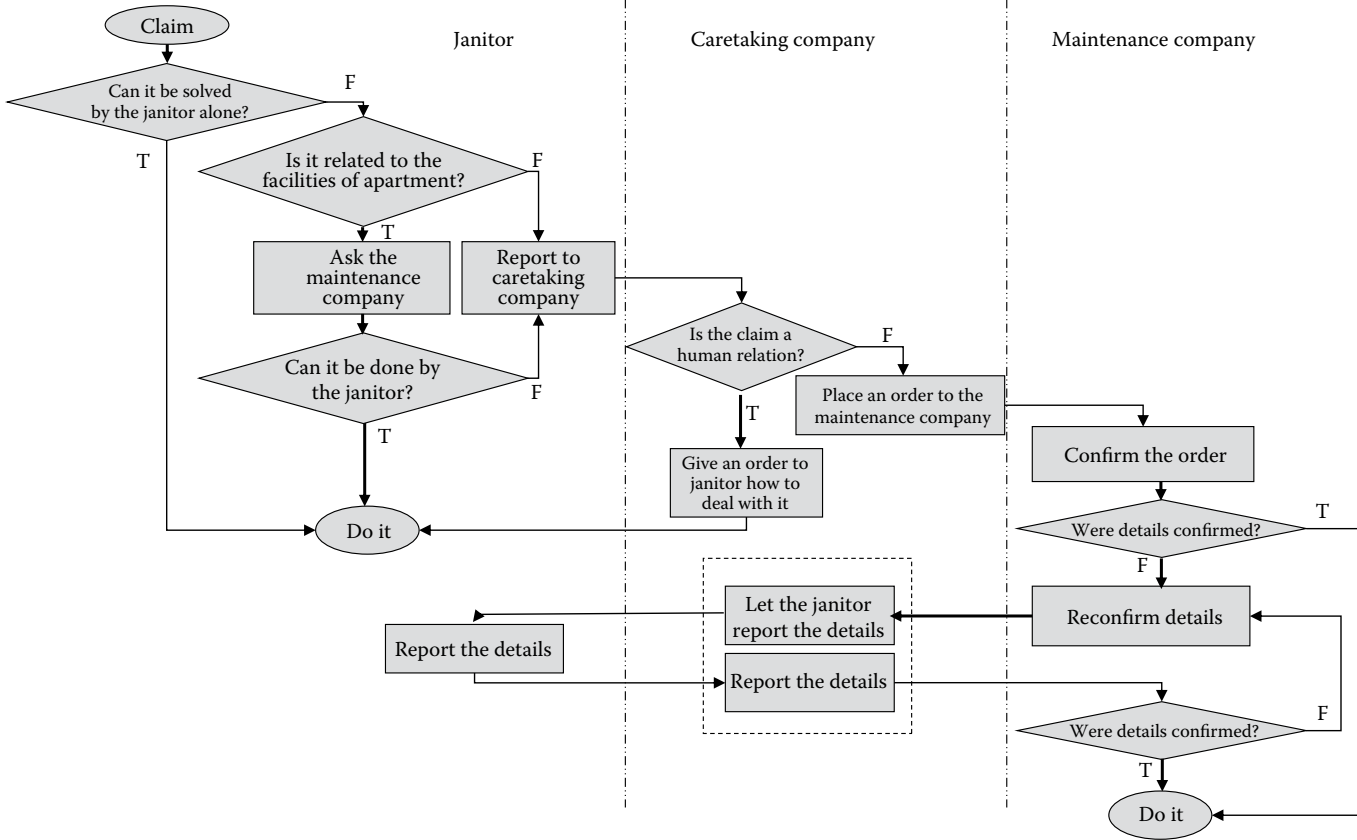 Claim
Janitor
Caretaking company
Maintenance company
Can it be solved
by the janitor alone?
F
T
Is it related to the
facilities of apartment?
F
T
Ask the
maintenance
company
Report to
caretaking
company
Can it be done by
the janitor?
F
T
Is the claim a
human relation?
F
T
Place an order to the
maintenance company
Give an order to
janitor how to
deal with it
Do it
Confirm the order
Were details confirmed?
T
F
Reconfirm details
Let the janitor
report the details
Report the details
Report the details
Were details confirmed?
F
T
Do it